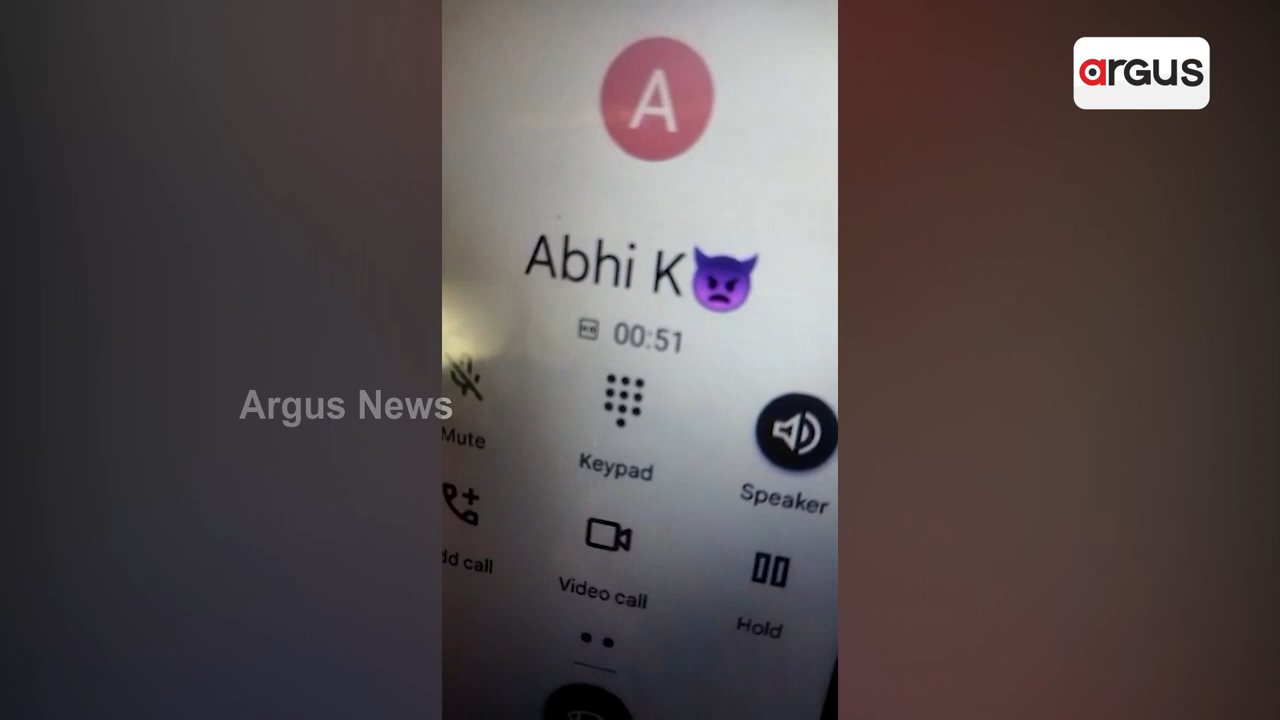 argus
A
Abhi K👿
00:51
Mute
Keypad
Speaker
dd call
Video call
Hold
Argus News